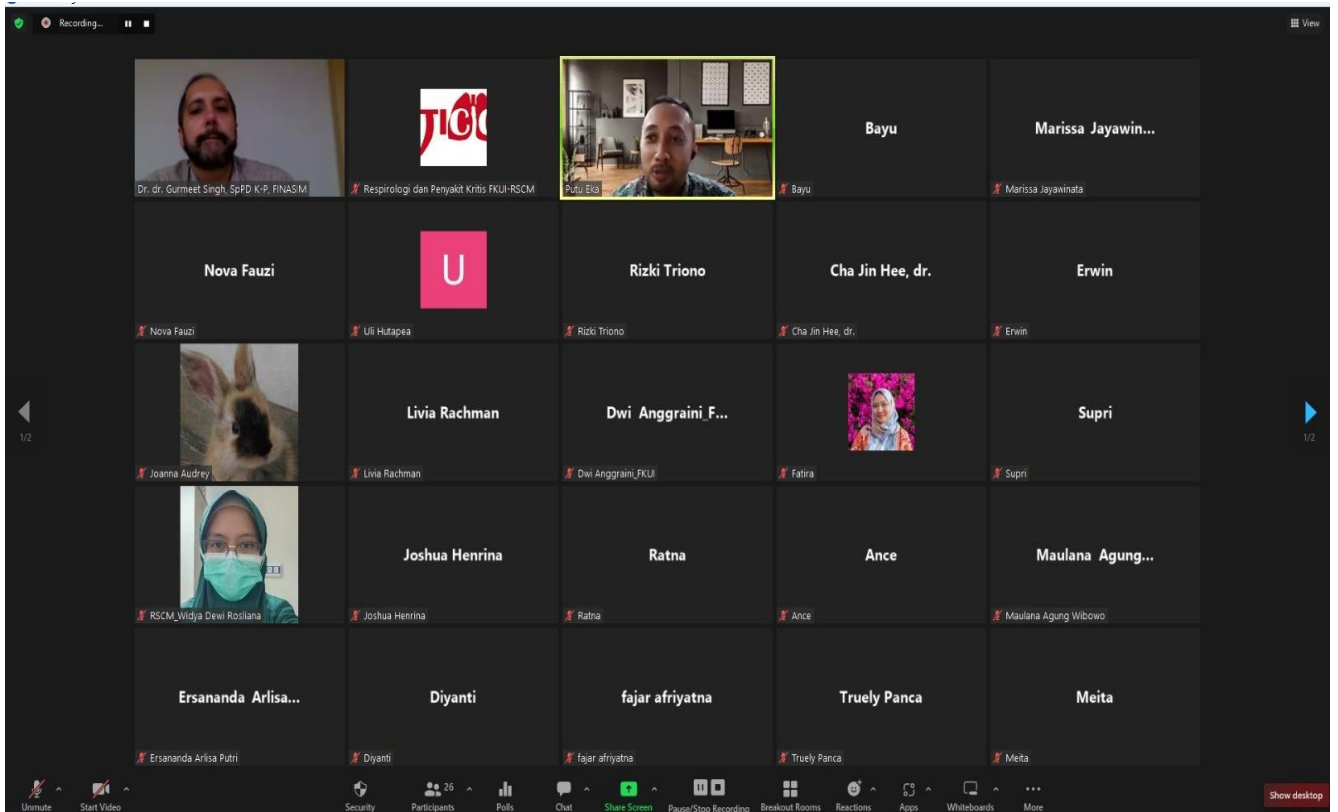 Recording...
View
Dr. dr. Gurmeet Singh, SpPD K-P, FINASIM
Respirologi dan Penyakit Kritis FKUI-RSCM
Putu Eka
Bayu
Bayu
Marissa Jayawin...
Marissa Jayawinata
Nova Fauzi
Nova Fauzi
U
Uli Hutapea
Rizki Triono
Rizki Triono
Cha Jin Hee, dr.
Cha Jin Hee, dr.
Erwin
Erwin
1/2
Joanna Audrey
Livia Rachman
Livia Rachman
Dwi Anggraini_F...
Dwi Anggraini_FKUI
Fatira
Supri
Supri
1/2
RSCM_Widya Dewi Rosliana
Joshua Henrina
Joshua Henrina
Ratna
Ratna
Ance
Ance
Maulana Agung...
Maulana Agung Wibowo
Ersananda Arlisa...
Ersananda Arlisa Putri
Diyanti
Diyanti
fajar afriyatna
fajar afriyatna
Truely Panca
Truely Panca
Meita
Meita
Unmute
Start Video
Security
Participants
26
Polls
Chat
Share Screen
Pause/Stop Recording
Breakout Rooms
Reactions
Apps
Whiteboards
More
Show desktop